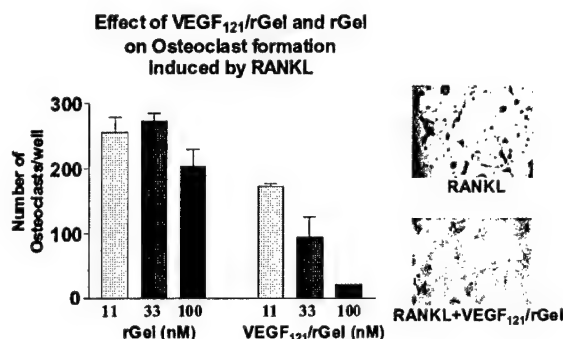 Effect of VEGF₁₂₁/rGel and rGel
on Osteoclast formation
induced by RANKL
Number of
Osteoclasts/well
300
200
100
0
11 33 100
rGel (nM)
11 33 100
VEGF₁₂₁/rGel (nM)
RANKL
RANKL+VEGF₁₂₁/rGel